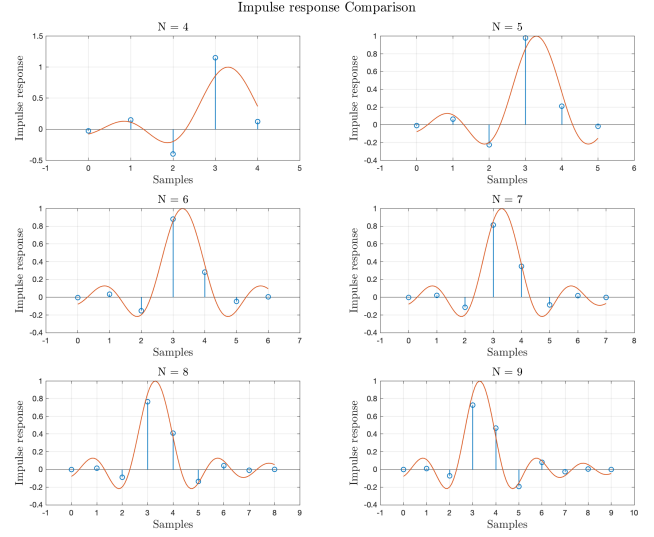 Impulse response Comparison
N = 4
Impulse response
1.5
1
0.5
0
-0.5
-1 0 1 2 3 4 5
Samples
N = 5
Impulse response
1
0.8
0.6
0.4
0.2
0
-0.2
-0.4
-1 0 1 2 3 4 5 6
Samples
N = 6
Impulse response
1
0.8
0.6
0.4
0.2
0
-0.2
-0.4
-1 0 1 2 3 4 5 6 7
Samples
N = 7
Impulse response
1
0.8
0.6
0.4
0.2
0
-0.2
-0.4
-1 0 1 2 3 4 5 6 7 8
Samples
N = 8
Impulse response
1
0.8
0.6
0.4
0.2
0
-0.2
-0.4
-1 0 1 2 3 4 5 6 7 8 9
Samples
N = 9
Impulse response
1
0.8
0.6
0.4
0.2
0
-0.2
-0.4
-1 0 1 2 3 4 5 6 7 8 9 10
Samples